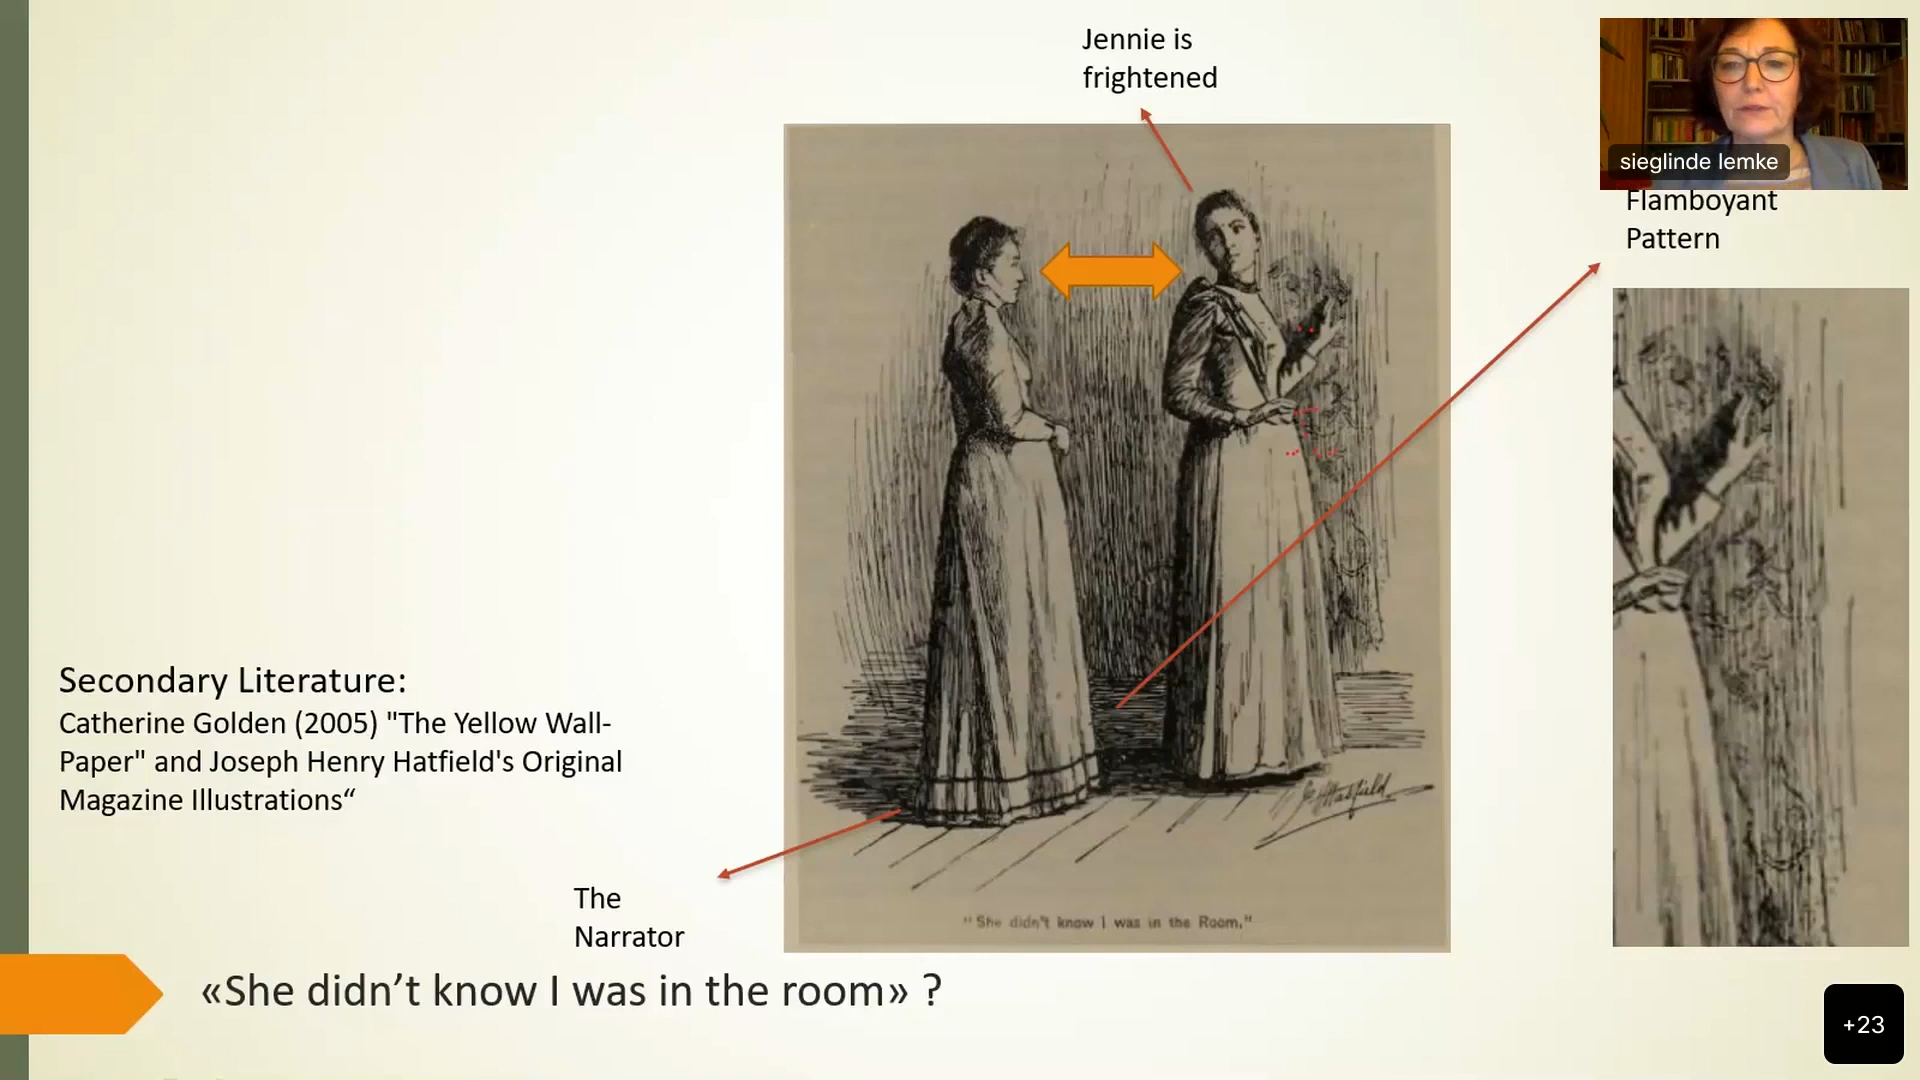 Jennie is
frightened
sieglinde lemke
Flamboyant
Pattern
Secondary Literature:
Catherine Golden (2005) "The Yellow Wall-
Paper" and Joseph Henry Hatfield's Original
Magazine Illustrations“
The
Narrator
"She didn't know I was in the Room."
«She didn’t know I was in the room» ?
+23